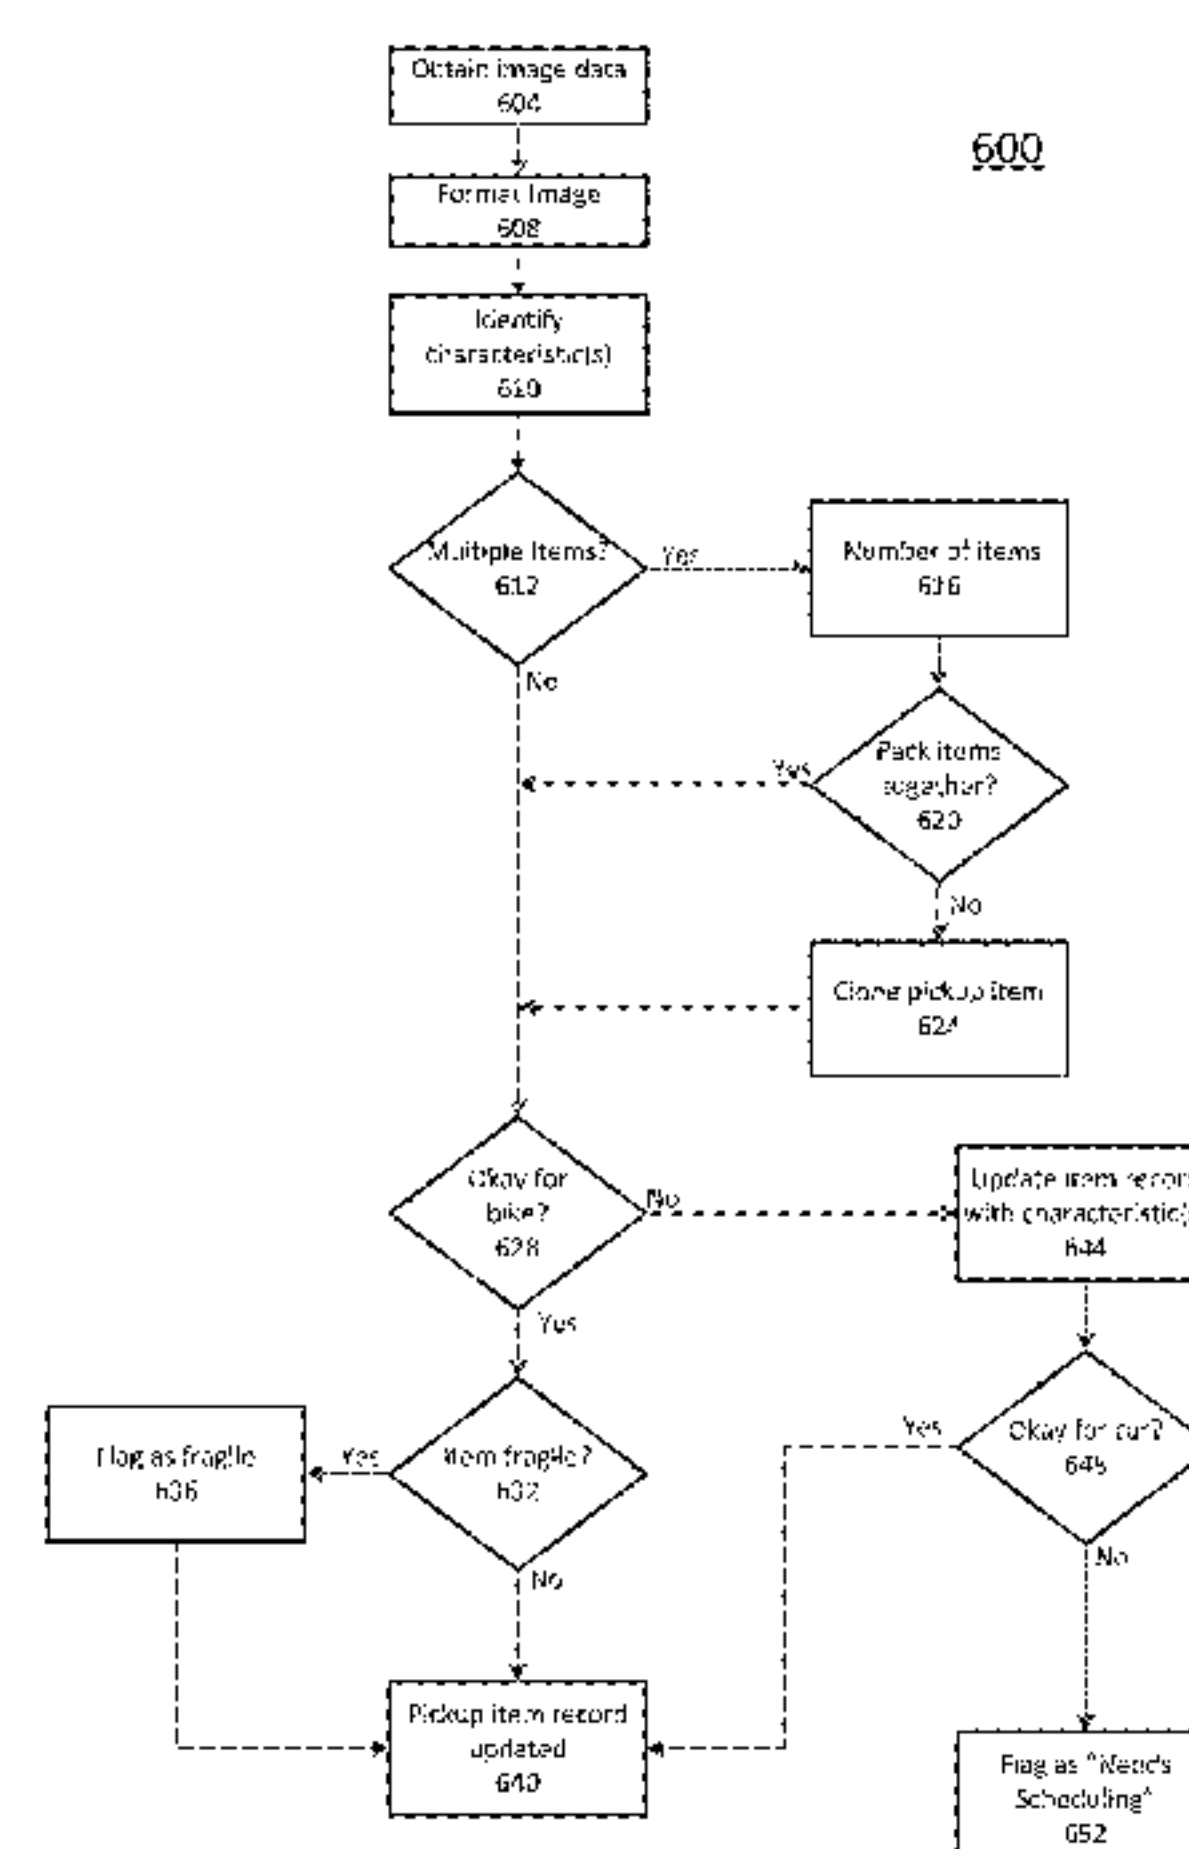 Obtain image data
604
600
Format Image
608
Identify
characteristic(s)
610
Multiple Items?
612
Yes
No
Number of items
616
Pack items
together?
620
Yes
No
Clone pickup item
624
Okay for
bike?
628
No
Yes
Update item recor
with characteristic(
644
Item fragile?
632
Yes
No
Flag as fragile
636
Okay for car?
Yes
No
Pickup item record
updated
640
Flag as "Needs
Scheduling"
652